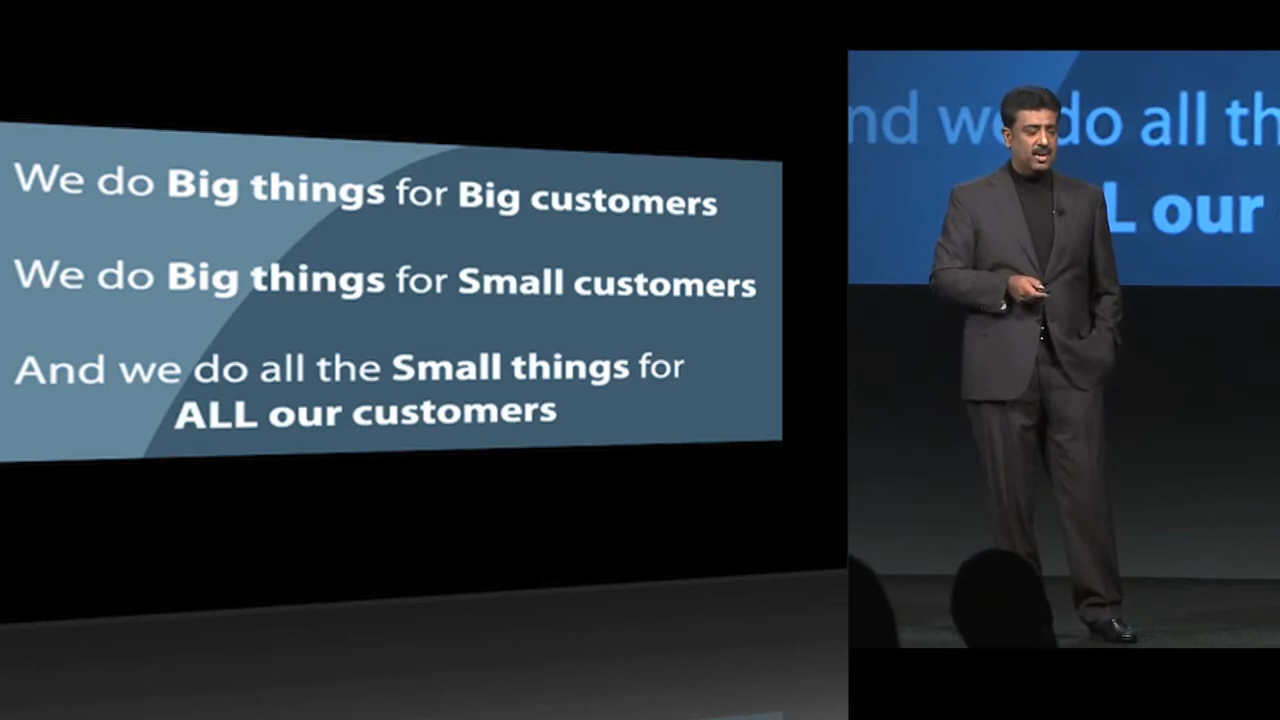 We do Big things for Big customers
We do Big things for Small customers
And we do all the Small things for
ALL our customers
nd we do all th
L our